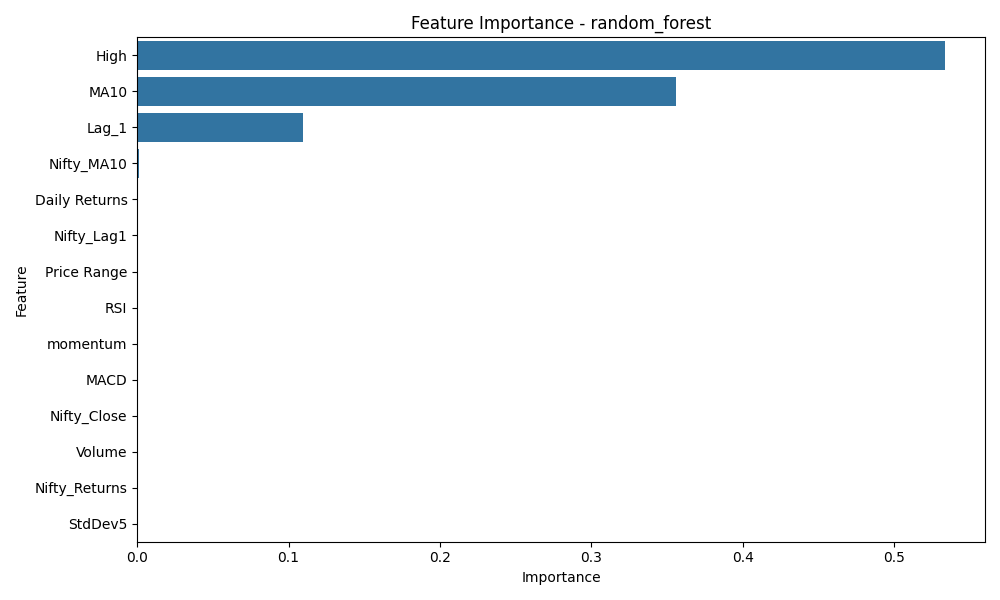 Feature Importance - random_forest
Feature
High
MA10
Lag_1
Nifty_MA10
Daily Returns
Nifty_Lag1
Price Range
RSI
momentum
MACD
Nifty_Close
Volume
Nifty_Returns
StdDev5
0.0 0.1 0.2 0.3 0.4 0.5
Importance